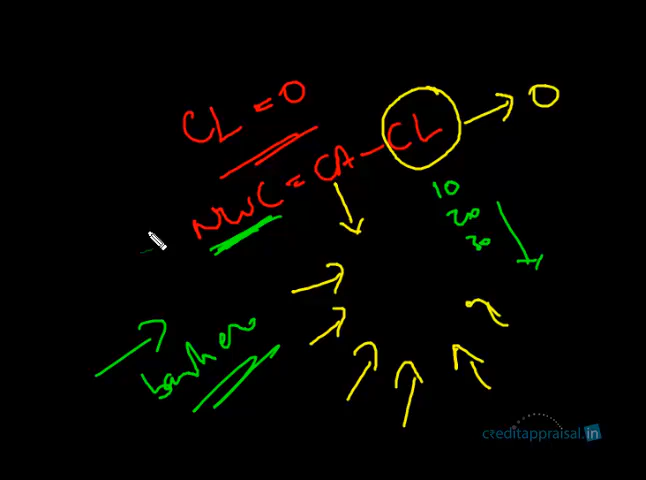 CL = 0
NWC = CA - CL → 0
10
20
30
banker
creditappraisal.in